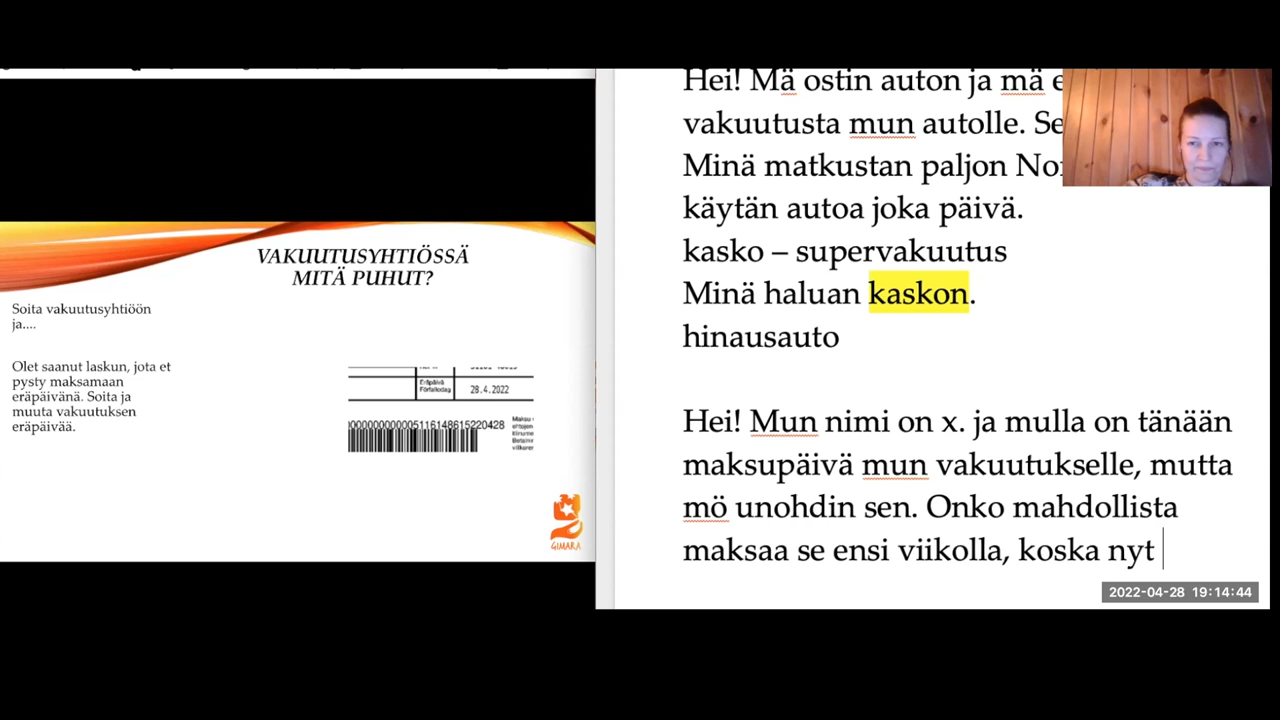 VAKUUTUSYHTIÖSSÄ
MITÄ PUHUT?
Soita vakuutusyhtiöön
ja....
Olet saanut laskun, jota et
pysty maksamaan
eräpäivänä. Soita ja
muuta vakuutuksen
eräpäivää.
Eräpäivä
Förfallodag
28.4.2022
GIMARA
Hei! Mä ostin auton ja mä
vakuutusta mun autolle.
Minä matkustan paljon
käytän autoa joka päivä.
kasko – supervakuutus
Minä haluan kaskon.
hinausauto
Hei! Mun nimi on x. ja mulla on tänään
maksupäivä mun vakuutukselle, mutta
mö unohdin sen. Onko mahdollista
maksaa se ensi viikolla, koska nyt
2022-04-28 19:14:44